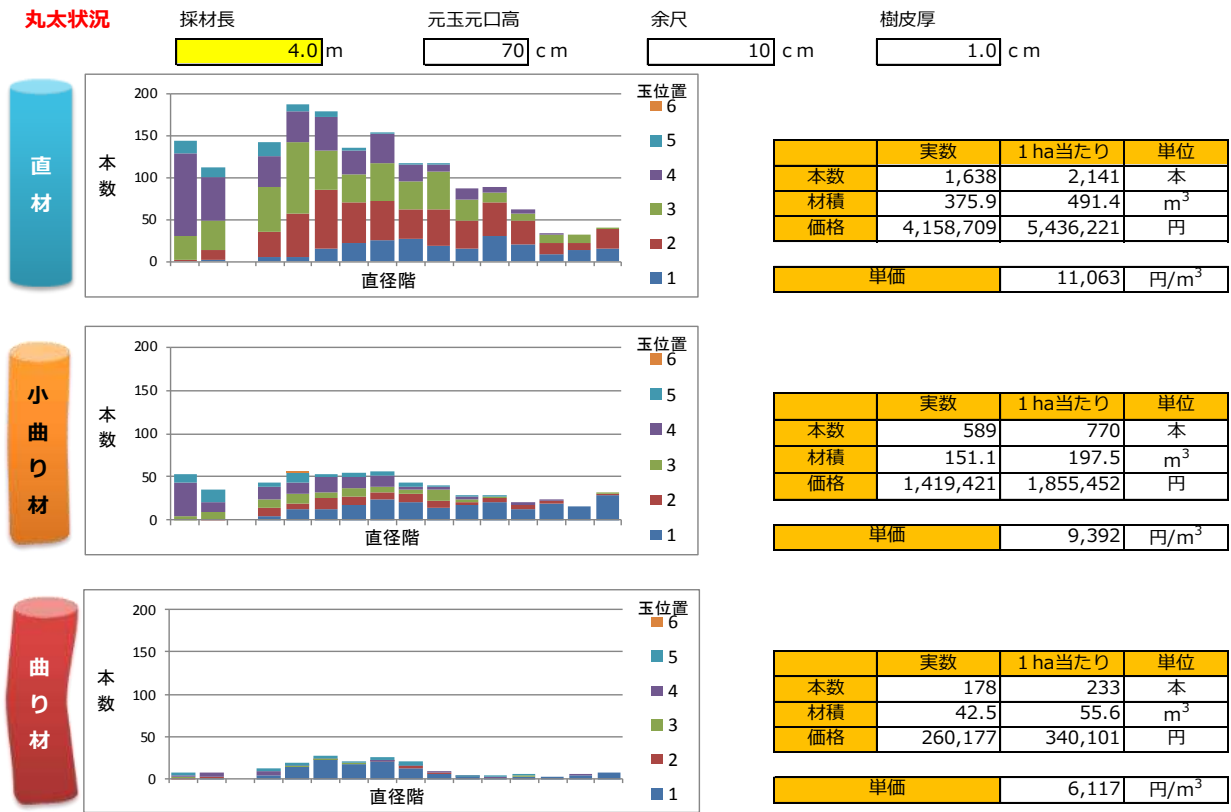 丸太状況 採材長 元玉元口高 余尺 樹皮厚
4.0 m 70 cm 10 cm 1.0 cm
直材
本数
200
150
100
50
0
直径階
玉位置
6
5
4
3
2
1
実数 1ha当たり 単位
本数 1,638 2,141 本
材積 375.9 491.4 m³
価格 4,158,709 5,436,221 円
単価 11,063 円/m³
小曲り材
本数
200
150
100
50
0
直径階
玉位置
6
5
4
3
2
1
実数 1ha当たり 単位
本数 589 770 本
材積 151.1 197.5 m³
価格 1,419,421 1,855,452 円
単価 9,392 円/m³
曲り材
本数
200
150
100
50
0
直径階
玉位置
6
5
4
3
2
1
実数 1ha当たり 単位
本数 178 233 本
材積 42.5 55.6 m³
価格 260,177 340,101 円
単価 6,117 円/m³